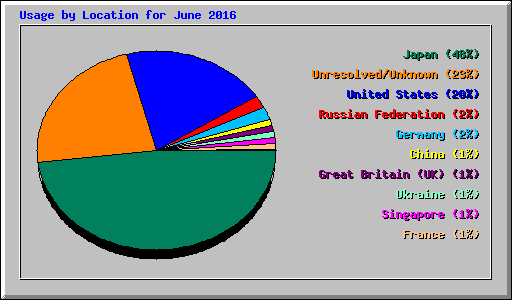 Usage by Location for June 2016
Japan (48%)
Unresolved/Unknown (23%)
United States (20%)
Russian Federation (2%)
Germany (2%)
China (1%)
Great Britain (UK) (1%)
Ukraine (1%)
Singapore (1%)
France (1%)